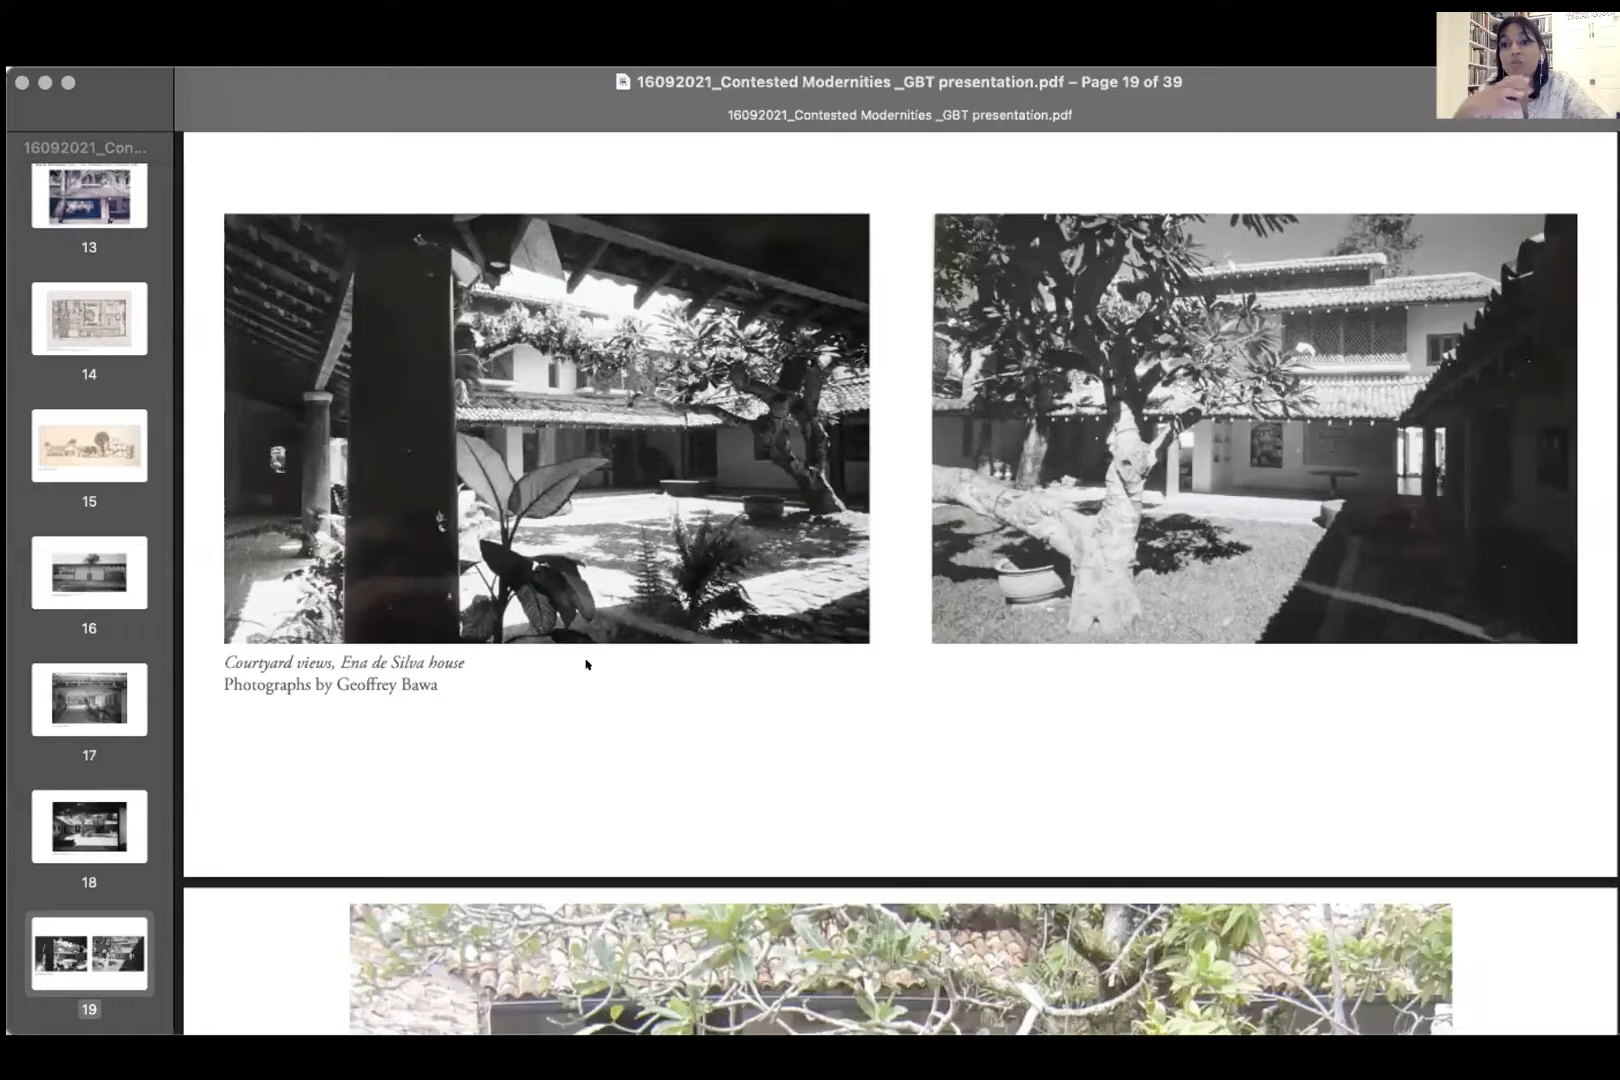 16092021_Contested Modernities _GBT presentation.pdf – Page 19 of 39
16092021_Contested Modernities _GBT presentation.pdf
16092021_Con...
13
14
15
16
17
18
19
Courtyard views, Ena de Silva house
Photographs by Geoffrey Bawa